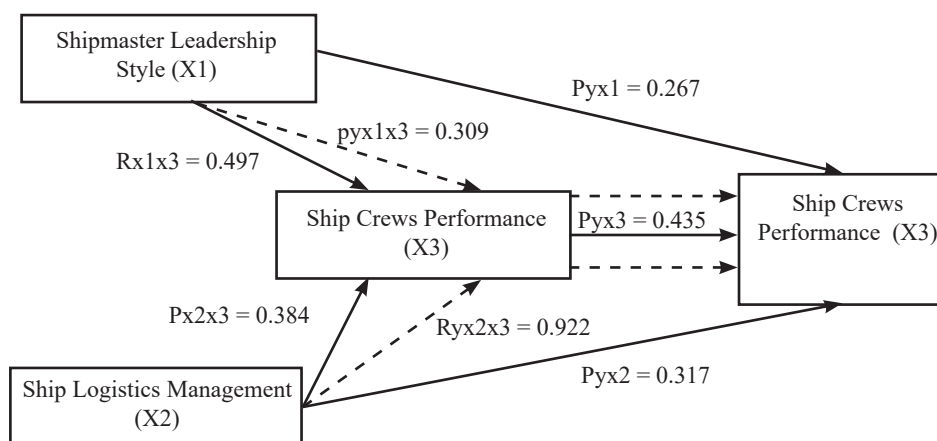 Shipmaster Leadership
Style (X1)
Pyx1 = 0.267
pyx1x3 = 0.309
Rx1x3 = 0.497
Ship Crews Performance
(X3)
Pyx3 = 0.435
Ship Crews
Performance (X3)
Px2x3 = 0.384
Ryx2x3 = 0.922
Pyx2 = 0.317
Ship Logistics Management
(X2)